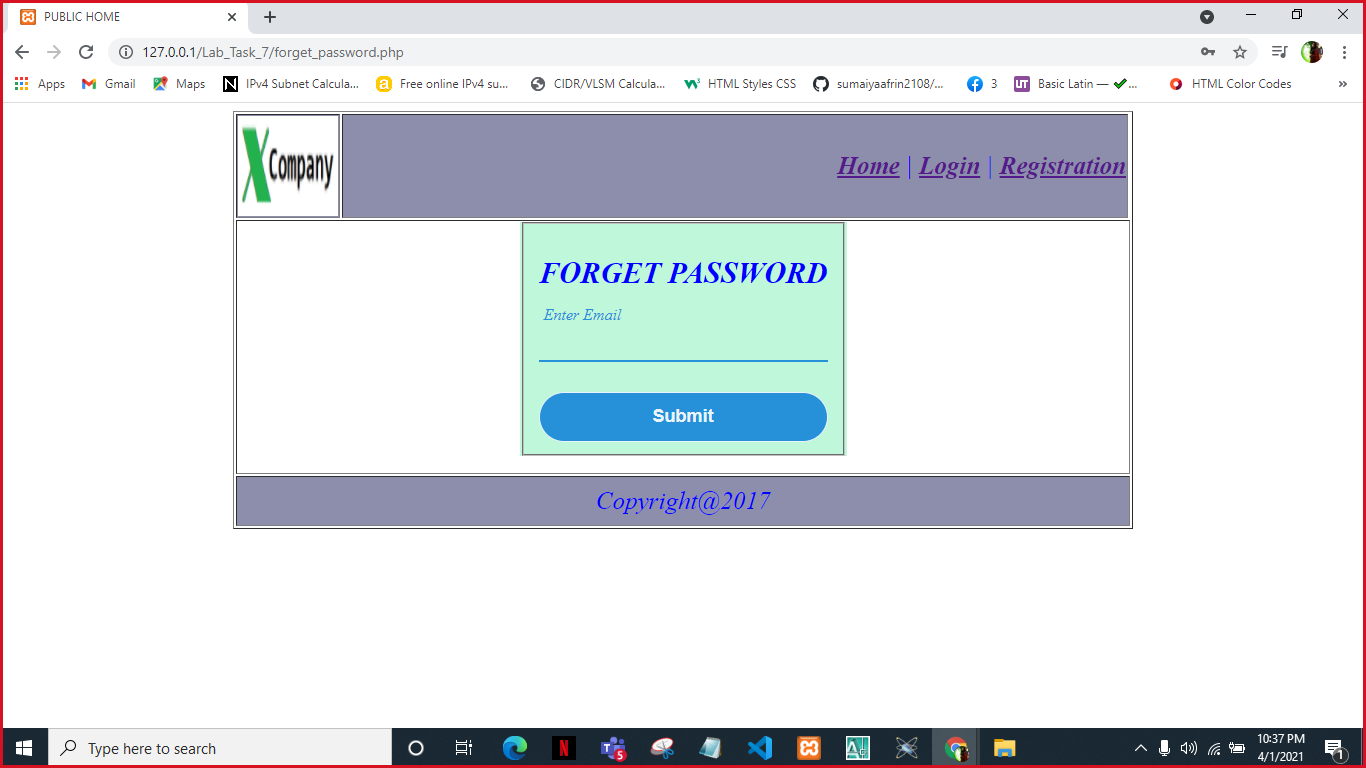 PUBLIC HOME
127.0.0.1/Lab_Task_7/forget_password.php
Apps Gmail Maps IPv4 Subnet Calcula... Free online IPv4 su... CIDR/VLSM Calcula... HTML Styles CSS sumaiyaafrin2108/... 3 Basic Latin — ✔... HTML Color Codes »
X Company
Home | Login | Registration
FORGET PASSWORD
Enter Email
Submit
Copyright@2017
Type here to search
10:37 PM
4/1/2021
5
1